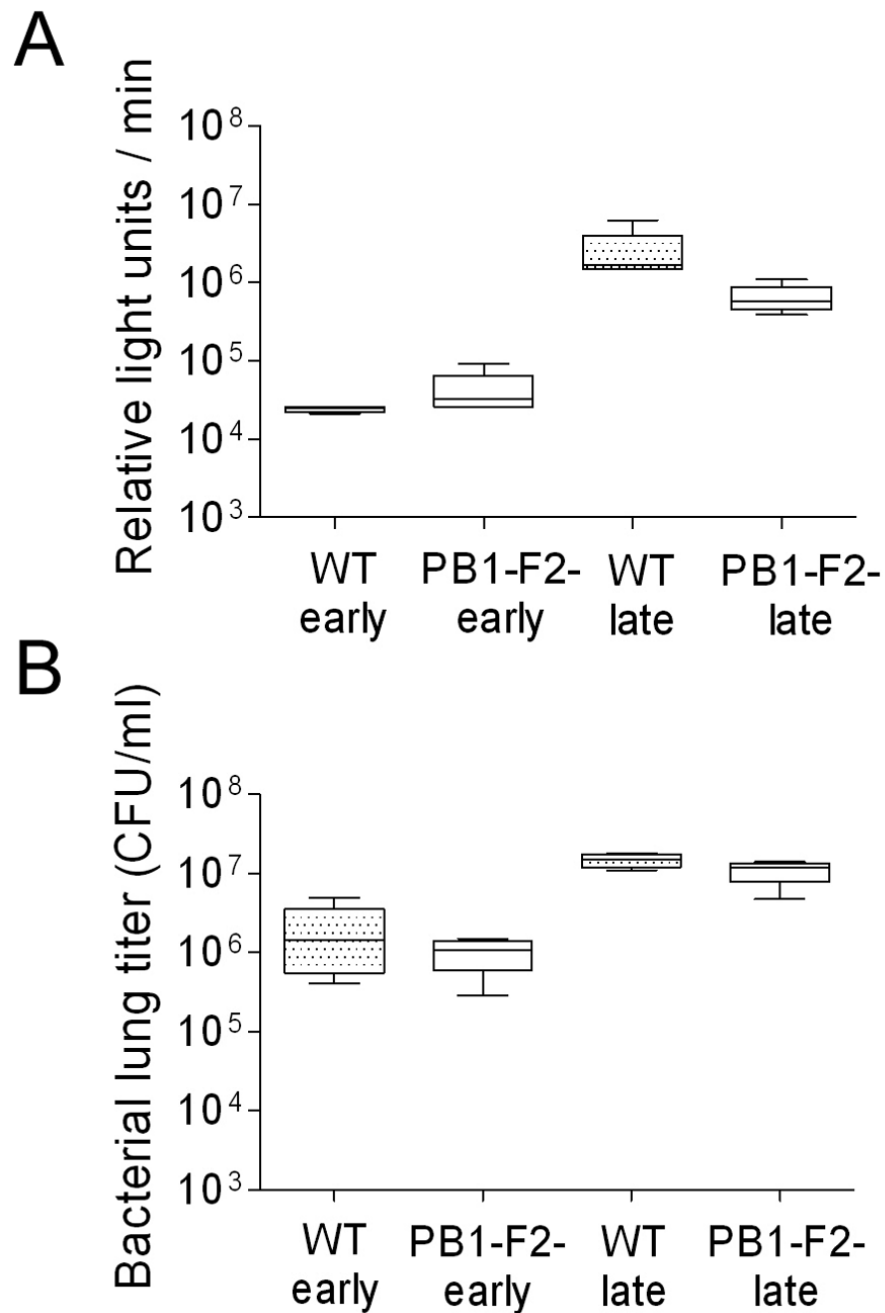 A
Relative light units / min
10⁸
10⁷
10⁶
10⁵
10⁴
10³
WT early
PB1-F2- early
WT late
PB1-F2- late
B
Bacterial lung titer (CFU/ml)
10⁸
10⁷
10⁶
10⁵
10⁴
10³
WT early
PB1-F2- early
WT late
PB1-F2- late